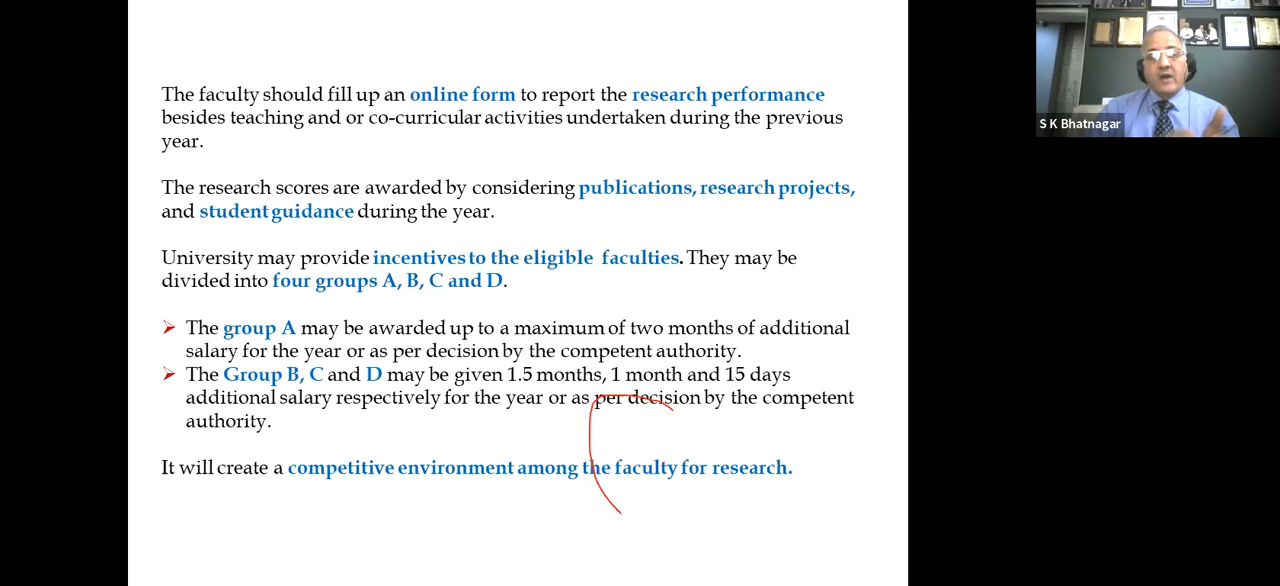 The faculty should fill up an online form to report the research performance
besides teaching and or co-curricular activities undertaken during the previous
year.
The research scores are awarded by considering publications, research projects,
and student guidance during the year.
University may provide incentives to the eligible faculties. They may be
divided into four groups A, B, C and D.
The group A may be awarded up to a maximum of two months of additional
salary for the year or as per decision by the competent authority.
The Group B, C and D may be given 1.5 months, 1 month and 15 days
additional salary respectively for the year or as per decision by the competent
authority.
It will create a competitive environment among the faculty for research.
S K Bhatnagar